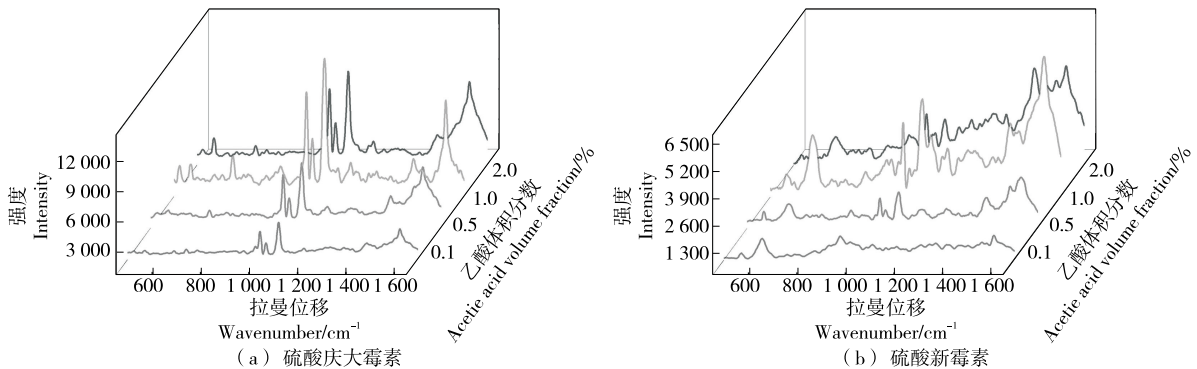 12 000
9 000
6 000
3 000
强度
Intensity
600 800 1 000 1 200 1 400 1 600
拉曼位移
Wavenumber/cm⁻¹
0.1
0.5
1.0
2.0
乙酸体积分数
Acetie acid volume fraction/%
（a）硫酸庆大霉素
6 500
5 200
3 900
2 600
1 300
强度
Intensity
600 800 1 000 1 200 1 400 1 600
拉曼位移
Wavenumber/cm⁻¹
0.1
0.5
1.0
2.0
乙酸体积分数
Acetie acid volume fraction/%
（b）硫酸新霉素